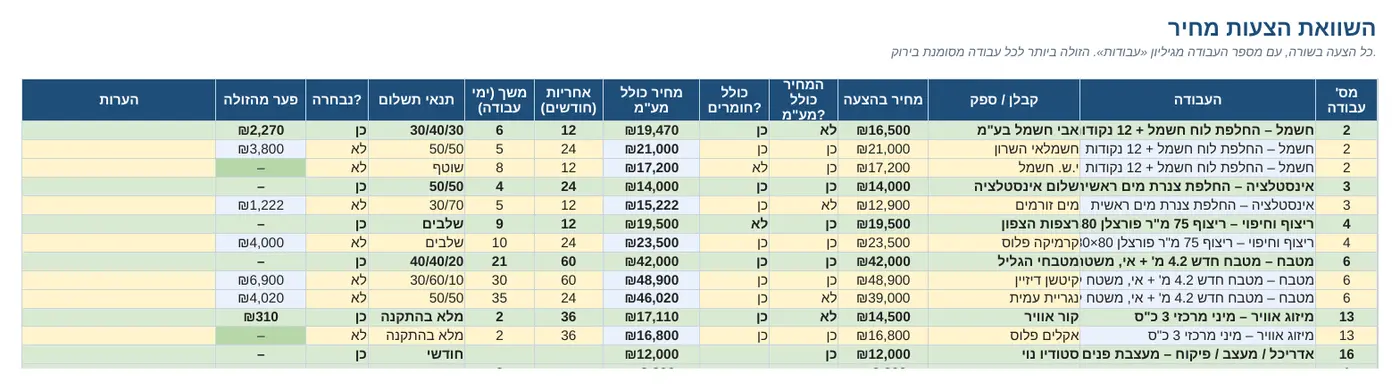 השוואת הצעות מחיר
כל הצעה בשורה, עם מספר העבודה מגיליון «עבודות». הזולה ביותר לכל עבודה מסומנת בירוק.
מס' עבודה העבודה קבלן / ספק מחיר בהצעה המחיר כולל מע"מ? כולל חומרים? מחיר כולל מע"מ אחריות (חודשים) משך (ימי עבודה) תנאי תשלום נבחרה? פער מהזולה הערות
2 חשמל – החלפת לוח חשמל + 12 נקודו אבי חשמל בע"מ ₪16,500 לא כן ₪19,470 12 6 30/40/30 כן ₪2,270
2 חשמל – החלפת לוח חשמל + 12 נקודות חשמלאי השרון ₪21,000 כן כן ₪21,000 24 5 50/50 לא ₪3,800
2 חשמל – החלפת לוח חשמל + 12 נקודות י.ש. חשמל ₪17,200 כן לא ₪17,200 12 8 שוטף לא –
3 אינסטלציה – החלפת צנרת מים ראשית שלום אינסטלציה ₪14,000 כן כן ₪14,000 24 4 50/50 כן –
3 אינסטלציה – החלפת צנרת מים ראשית מים זורמים ₪12,900 לא כן ₪15,222 12 5 30/70 לא ₪1,222
4 ריצוף וחיפוי – ריצוף 75 מ"ר פורצלן 80 רצפות הצפון ₪19,500 כן לא ₪19,500 12 9 שלבים כן –
4 ריצוף וחיפוי – ריצוף 75 מ"ר פורצלן 80×80 קרמיקה פלוס ₪23,500 כן כן ₪23,500 24 10 שלבים לא ₪4,000
6 מטבח – מטבח חדש 4.2 מ' + אי, משטח מטבחי הגליל ₪42,000 כן כן ₪42,000 60 21 40/40/20 כן –
6 מטבח – מטבח חדש 4.2 מ' + אי, משטח קיטשן דיזיין ₪48,900 כן כן ₪48,900 60 30 30/60/10 לא ₪6,900
6 מטבח – מטבח חדש 4.2 מ' + אי, משטח נגריית עמית ₪39,000 לא כן ₪46,020 24 35 50/50 לא ₪4,020
13 מיזוג אוויר – מיני מרכזי 3 כ"ס קור אוויר ₪14,500 לא כן ₪17,110 36 2 מלא בהתקנה כן ₪310
13 מיזוג אוויר – מיני מרכזי 3 כ"ס אקלים פלוס ₪16,800 כן כן ₪16,800 36 2 מלא בהתקנה לא –
16 אדריכל / מעצב / פיקוח – מעצבת פנים סטודיו נוי ₪12,000 כן ₪12,000 חודשי כן –